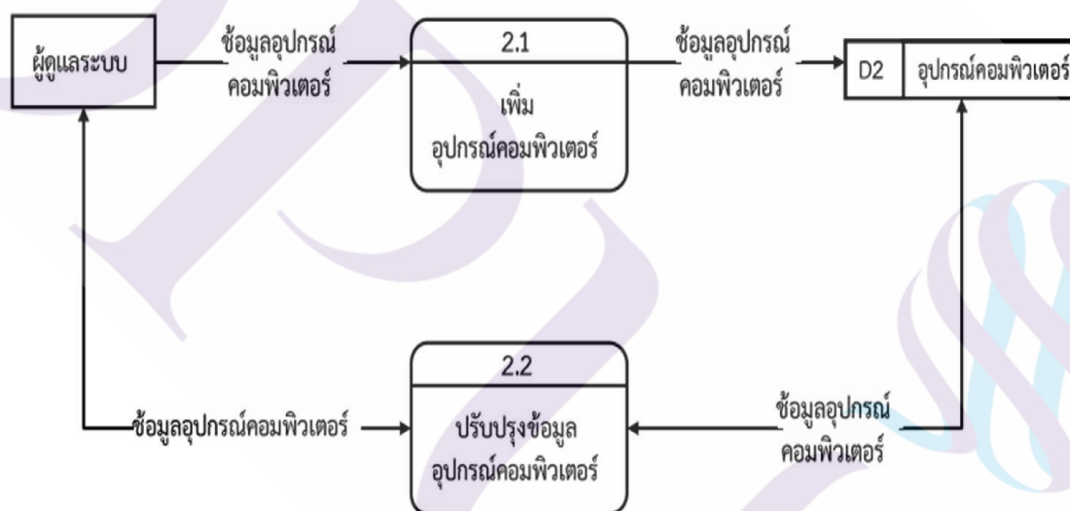 ผู้ดูแลระบบ
ช้อมูลอุปกรณ์
คอมพิวเตอร์
2.1
เพิ่ม
อุปกรณ์คอมพิวเตอร์
ช้อมูลอุปกรณ์
คอมพิวเตอร์
D2
อุปกรณ์คอมพิวเตอร์
ช้อมูลอุปกรณ์คอมพิวเตอร์
2.2
ปรับปรุงข้อมูล
อุปกรณ์คอมพิวเตอร์
ช้อมูลอุปกรณ์
คอมพิวเตอร์